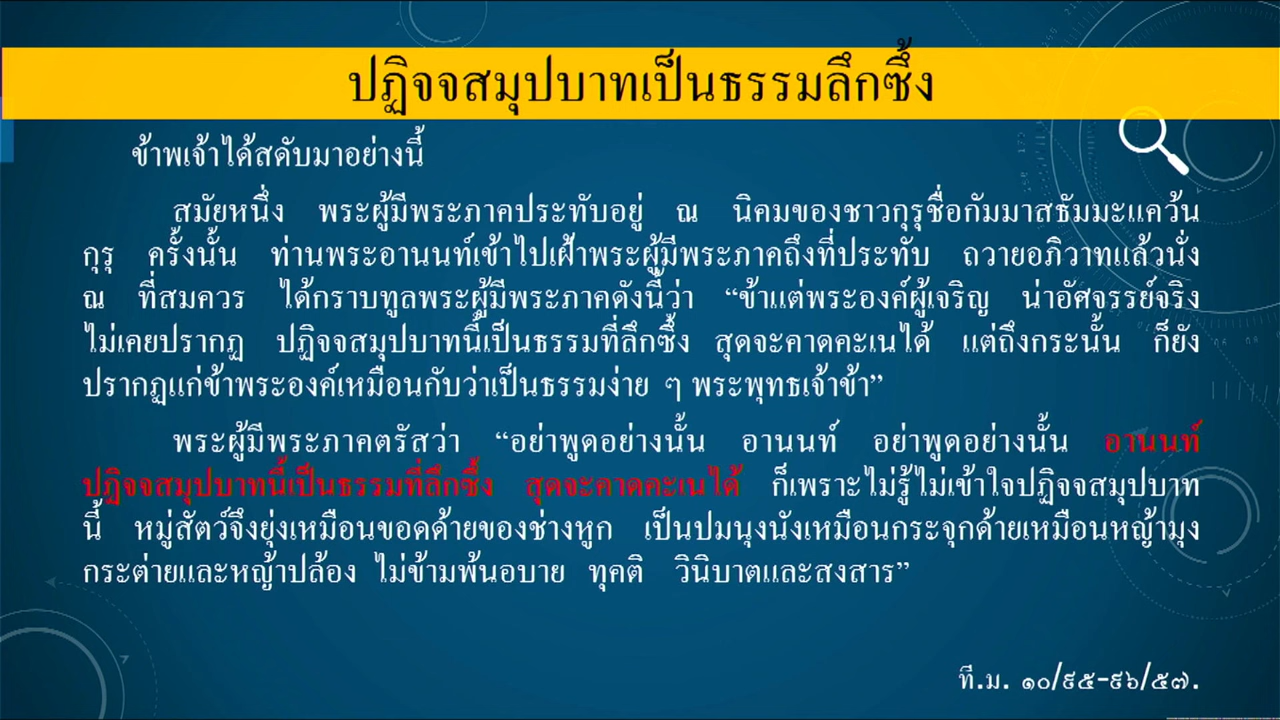 ปฏิจจสมุปบาทเป็นธรรมลึกซึ้ง
ข้าพเจ้าได้สดับมาอย่างนี้
สมัยหนึ่ง พระผู้มีพระภาคประทับอยู่ ณ นิคมของชาวกุรุชื่อกัมมาสธัมมะแคว้น
กุรุ ครั้งนั้น ท่านพระอานนท์เข้าไปเฝ้าพระผู้มีพระภาคถึงที่ประทับ ถวายอภิวาทแล้วนั่ง
ณ ที่สมควร ได้กราบทูลพระผู้มีพระภาคดังนี้ว่า “ข้าแต่พระองค์ผู้เจริญ น่าอัศจรรย์จริง
ไม่เคยปรากฏ ปฏิจจสมุปบาทนี้เป็นธรรมที่ลึกซึ้ง สุดจะคาดคะเนได้ แต่ถึงกระนั้น ก็ยัง
ปรากฏแก่ข้าพระองค์เหมือนกับว่าเป็นธรรมง่าย ๆ พระพุทธเจ้าข้า”
พระผู้มีพระภาคตรัสว่า “อย่าพูดอย่างนั้น อานนท์ อย่าพูดอย่างนั้น อานนท์
ปฏิจจสมุปบาทนี้เป็นธรรมที่ลึกซึ้ง สุดจะคาดคะเนได้ ก็เพราะไม่รู้ไม่เข้าใจปฏิจจสมุปบาท
นี้ หมู่สัตว์จึงยุ่งเหมือนขอดด้ายของช่างหูก เป็นปมนุงนังเหมือนกระจุกด้ายเหมือนหญ้ามุง
กระต่ายและหญ้าปล้อง ไม่ข้ามพ้นอบาย ทุคติ วินิบาตและสงสาร”
ที.ม. ๑๐/๙๕-๙๖/๕๗.